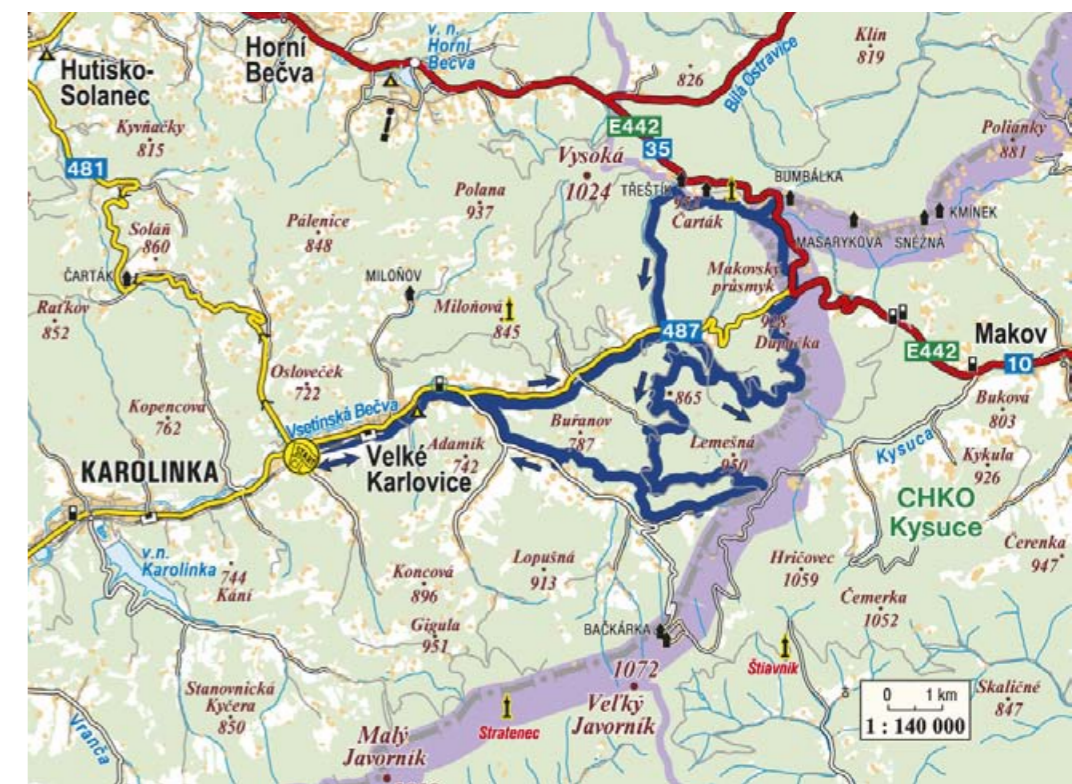 Hutisko-
Solanec
Horní
Bečva
v. n.
Horní
Bečva
Klín
819
826
Bílá Ostravice
Kyvňačky
815
E442
35
Polianky
881
481
Vysoká
1024
TŘEŠTÍK
BUMBÁLKA
Polana
937
Čarták
KMÍNEK
MASARYKOVA
SNĚŽNÁ
Soláň
860
Pálenice
848
ČARTÁK
MILOŇOV
Makovský
průsmyk
Raťkov
852
Miloňová
845
487
Dupačka
E442
Makov
10
Osloveček
722
865
Buková
803
Kopencová
762
Vsetínská Bečva
Buřanov
787
START
Adamík
742
Lemešná
950
Kysuca
Kykula
926
KAROLINKA
Velké
Karlovice
CHKO
Kysuce
v.n.
Karolinka
744
Kání
Koncová
896
Lopušná
913
Hričovec
1059
Čerenka
947
Čemerka
1052
Gigula
951
BAČKÁRKA
Štiavnik
1072
Veľký
Javorník
Stanovnická
Kyčera
850
Stralenec
0 1 km
1 : 140 000
Skaličné
847
Vranča
Malý
Javorník